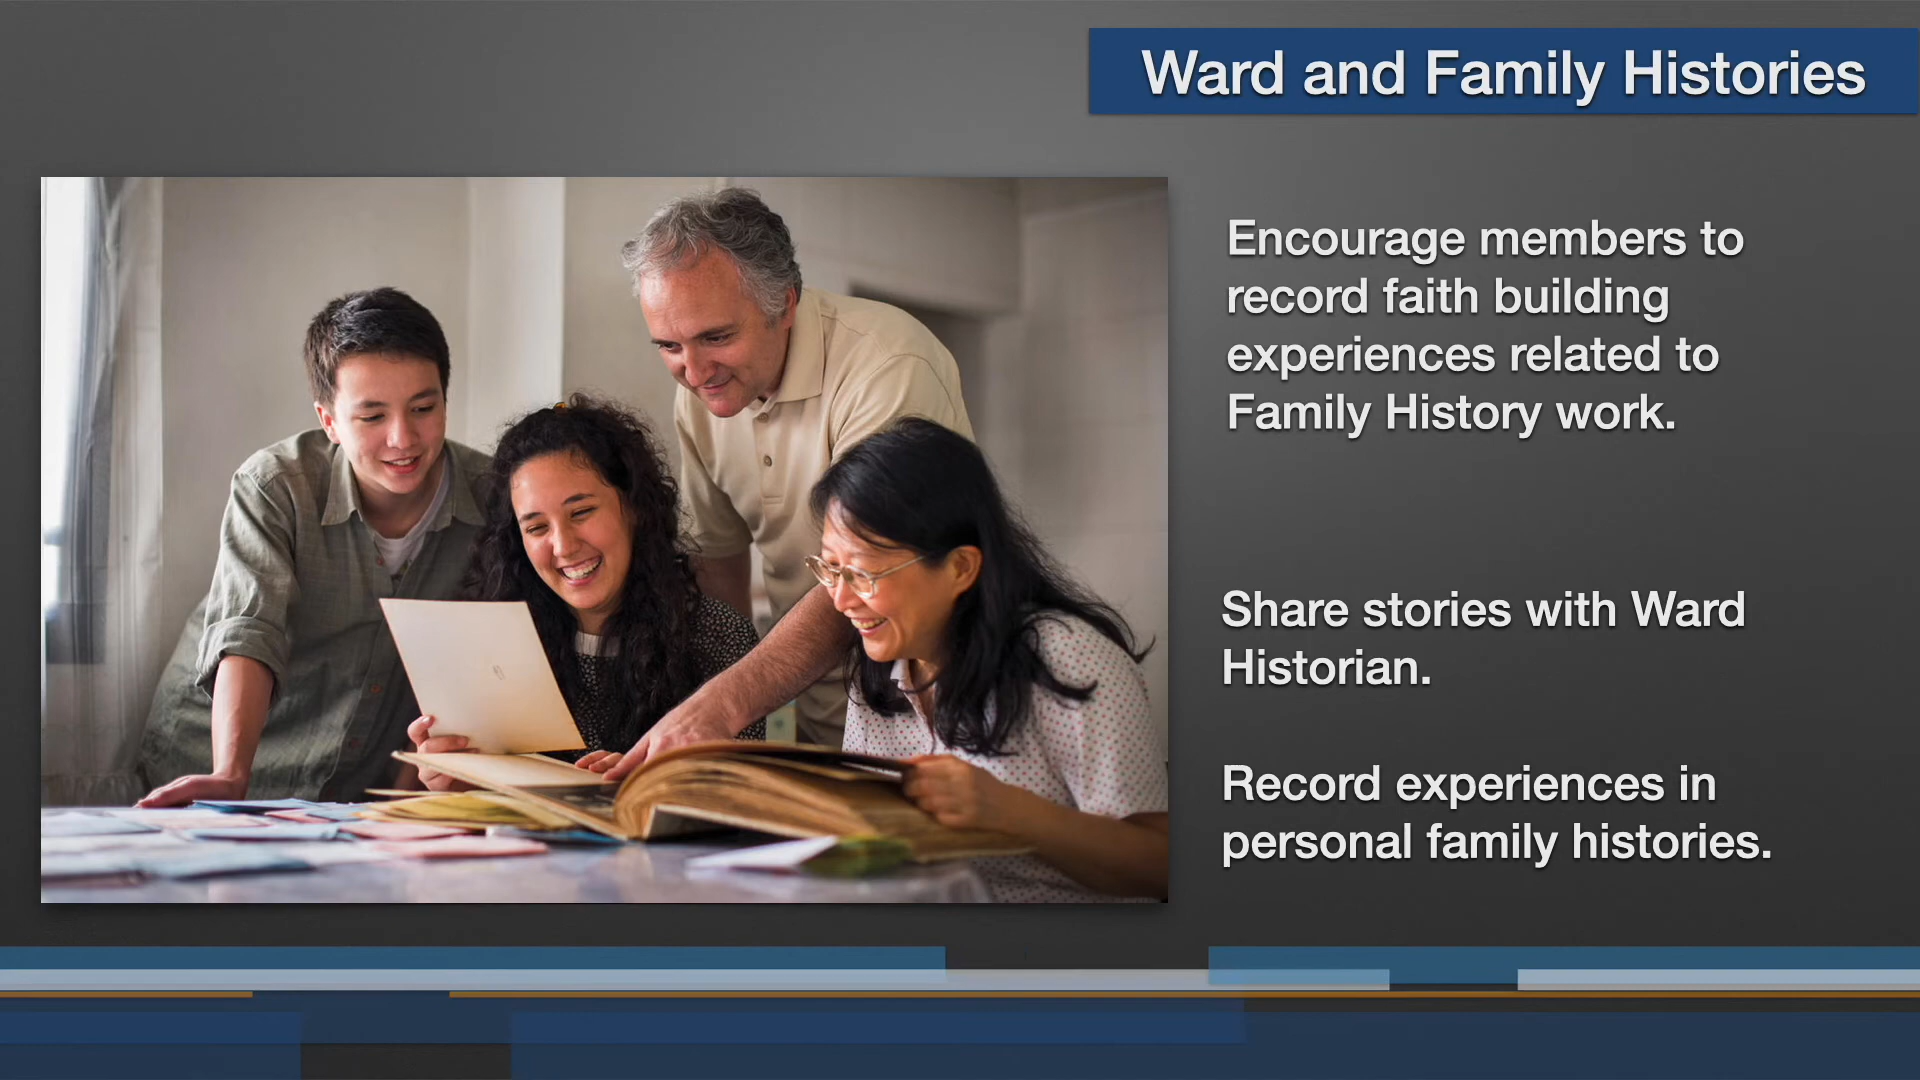 Ward and Family Histories
Encourage members to
record faith building
experiences related to
Family History work.
Share stories with Ward
Historian.
Record experiences in
personal family histories.